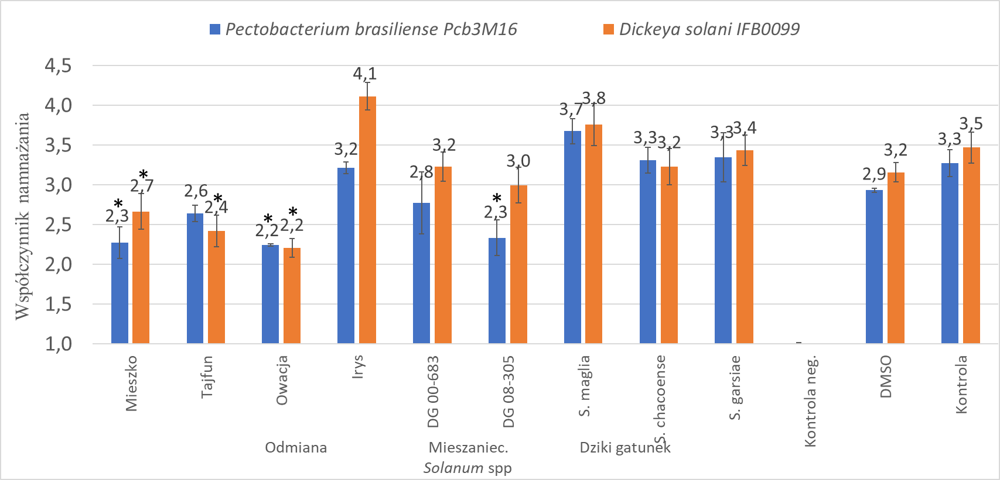 Pectobacterium brasiliense Pcb3M16
Dickeya solani IFB0099
Współczynnik namnażania
4,5
4,0
3,5
3,0
2,5
2,0
1,5
1,0
* 2,3
* 2,7
2,6
* 2,4
* 2,2
* 2,2
3,2
4,1
2,8
3,2
* 2,3
3,0
3,7
3,8
3,3
3,2
3,3
3,4
2,9
3,2
3,3
3,5
Mieszko
Tajfun
Owacja
Irys
DG 00-683
DG 08-305
S. maglia
S. chacoense
S. garsiae
Kontrola neg.
DMSO
Kontrola
Odmiana
Mieszaniec.
Dziki gatunek
Solanum spp